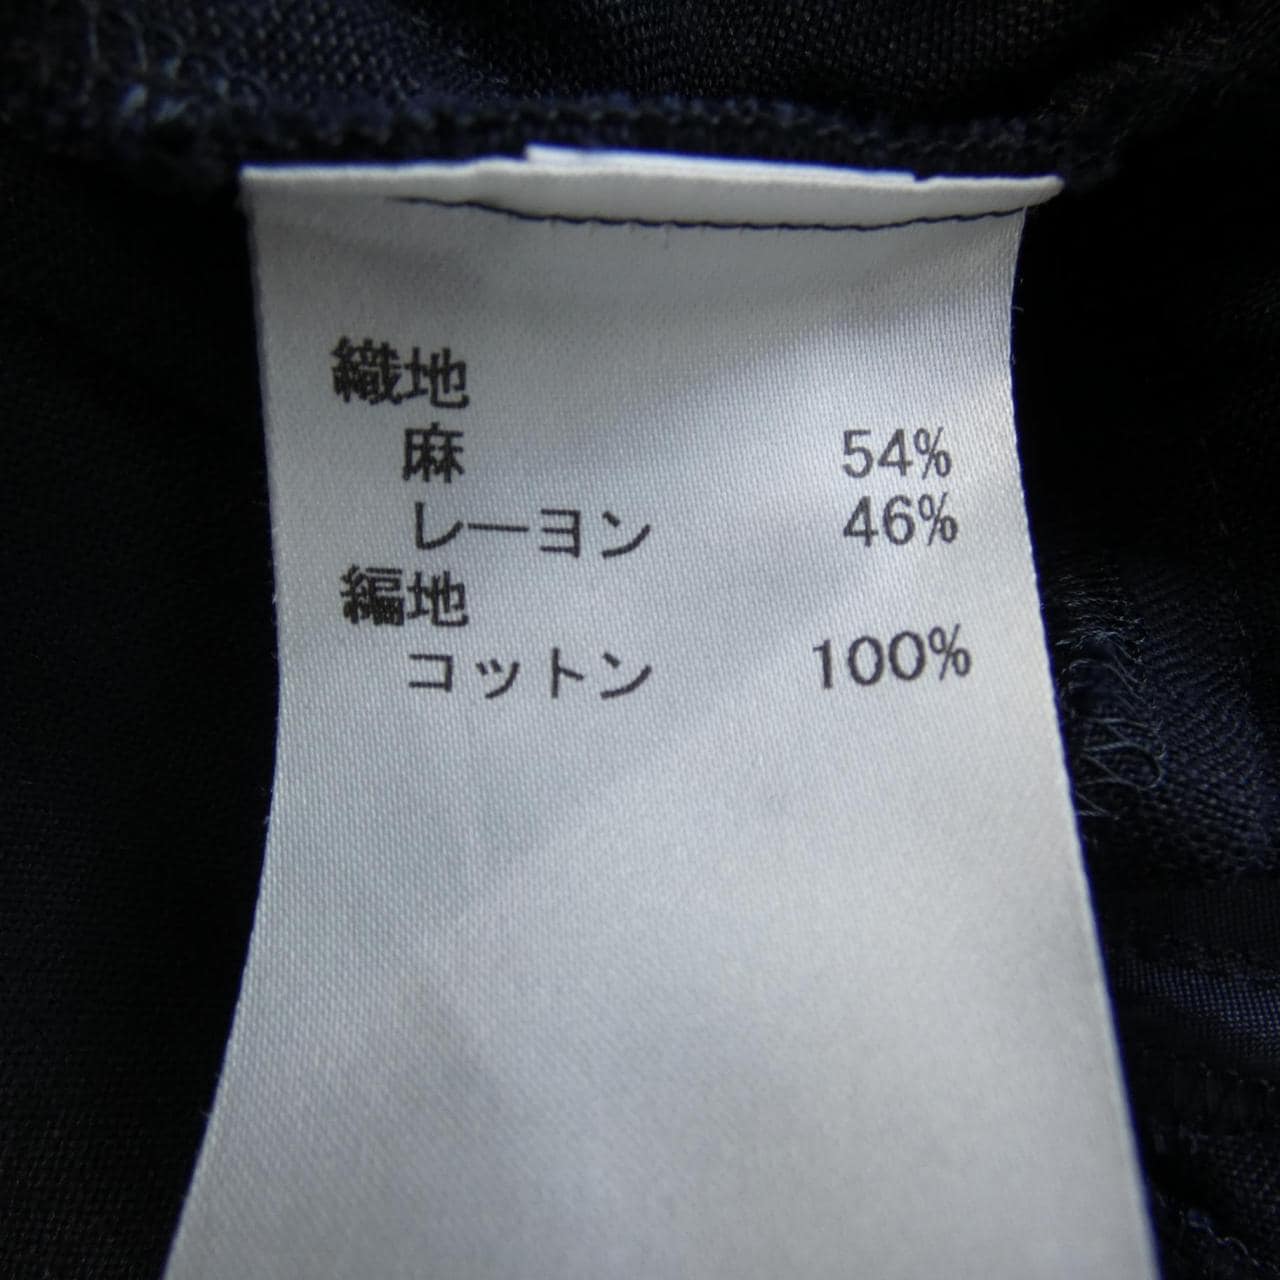 織地
麻 54%
レーヨン 46%
編地
コットン 100%